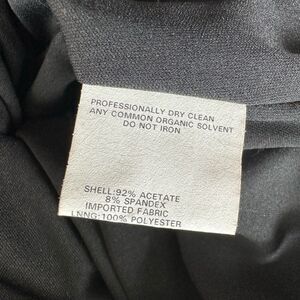 PROFESSIONALLY DRY CLEAN
ANY COMMON ORGANIC SOLVENT
DO NOT IRON
SHELL:92% ACETATE
8% SPANDEX
IMPORTED FABRIC
LNNG:100% POLYESTER